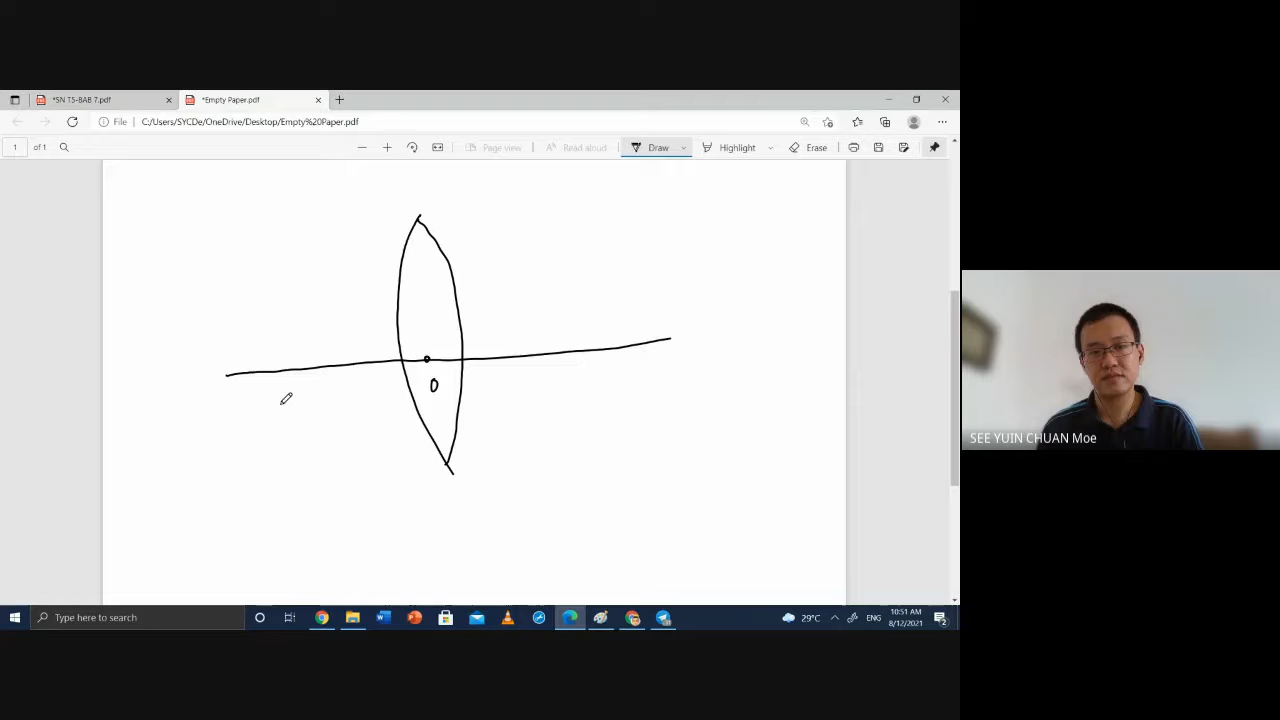 *SN T5-BAB 7.pdf
*Empty Paper.pdf
File C:/Users/SYCDe/OneDrive/Desktop/Empty%20Paper.pdf
1 of 1 Page view Read aloud Draw Highlight Erase
O
SEE YUIN CHUAN Moe
Type here to search
29°C ENG
10:51 AM
8/12/2021
2